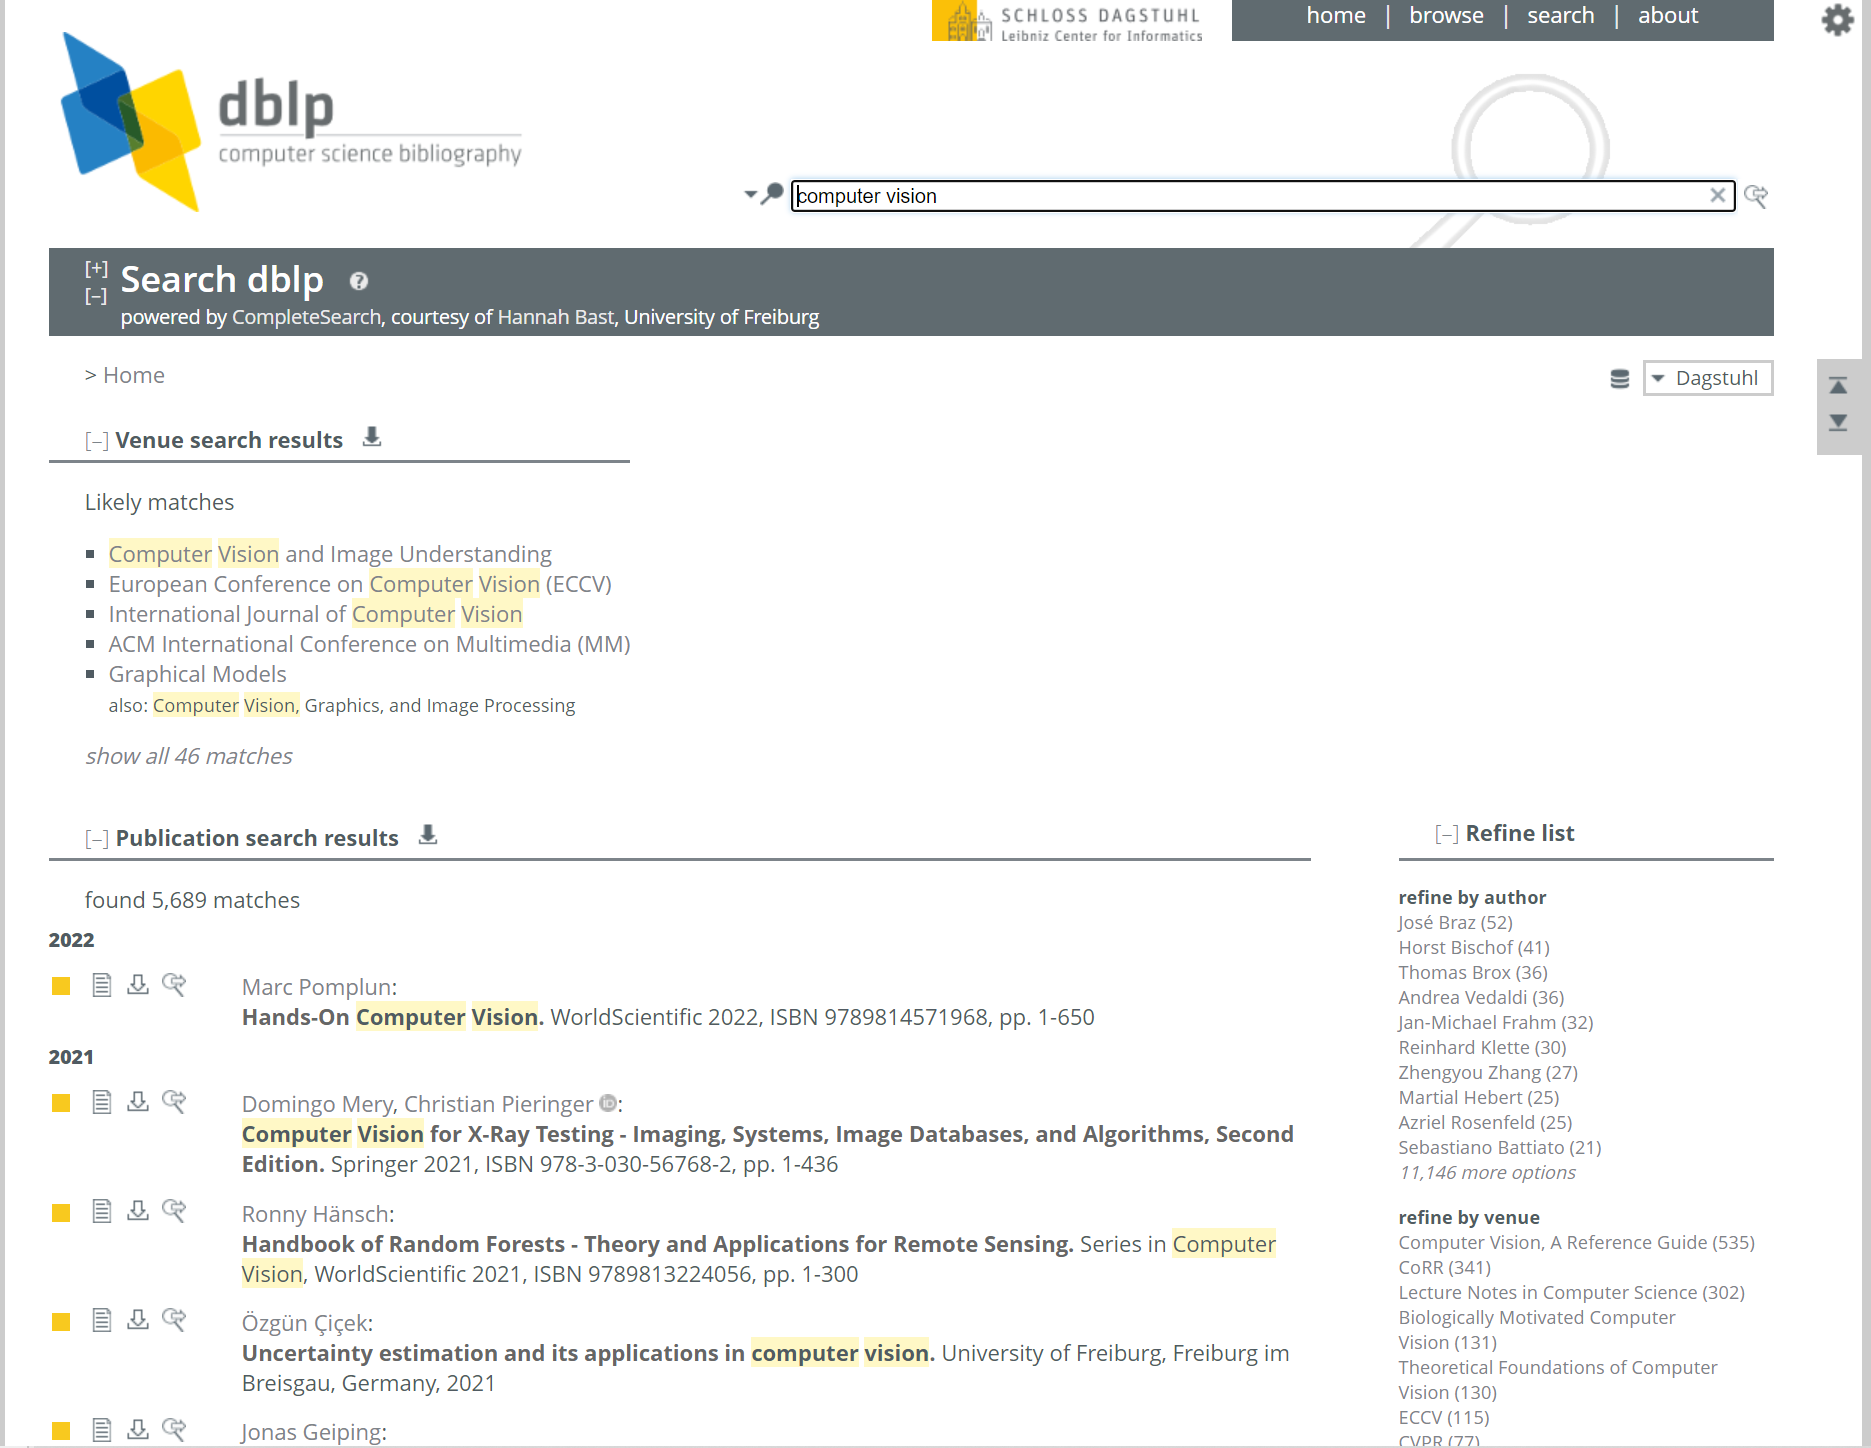 SCHLOSS DAGSTUHL
Leibniz Center for Informatics
home | browse | search | about
dblp
computer science bibliography
computer vision
[+]
[–]
Search dblp ?
powered by CompleteSearch, courtesy of Hannah Bast, University of Freiburg
> Home
Dagstuhl
[–] Venue search results
Likely matches
Computer Vision and Image Understanding
European Conference on Computer Vision (ECCV)
International Journal of Computer Vision
ACM International Conference on Multimedia (MM)
Graphical Models
also: Computer Vision, Graphics, and Image Processing
show all 46 matches
[–] Publication search results
found 5,689 matches
2022
Marc Pomplun:
Hands-On Computer Vision. WorldScientific 2022, ISBN 9789814571968, pp. 1-650
2021
Domingo Mery, Christian Pieringer iD:
Computer Vision for X-Ray Testing - Imaging, Systems, Image Databases, and Algorithms, Second
Edition. Springer 2021, ISBN 978-3-030-56768-2, pp. 1-436
Ronny Hänsch:
Handbook of Random Forests - Theory and Applications for Remote Sensing. Series in Computer
Vision, WorldScientific 2021, ISBN 9789813224056, pp. 1-300
Özgün Çiçek:
Uncertainty estimation and its applications in computer vision. University of Freiburg, Freiburg im
Breisgau, Germany, 2021
Jonas Geiping:
[–] Refine list
refine by author
José Braz (52)
Horst Bischof (41)
Thomas Brox (36)
Andrea Vedaldi (36)
Jan-Michael Frahm (32)
Reinhard Klette (30)
Zhengyou Zhang (27)
Martial Hebert (25)
Azriel Rosenfeld (25)
Sebastiano Battiato (21)
11,146 more options
refine by venue
Computer Vision, A Reference Guide (535)
CoRR (341)
Lecture Notes in Computer Science (302)
Biologically Motivated Computer
Vision (131)
Theoretical Foundations of Computer
Vision (130)
ECCV (115)
CVPR (77)